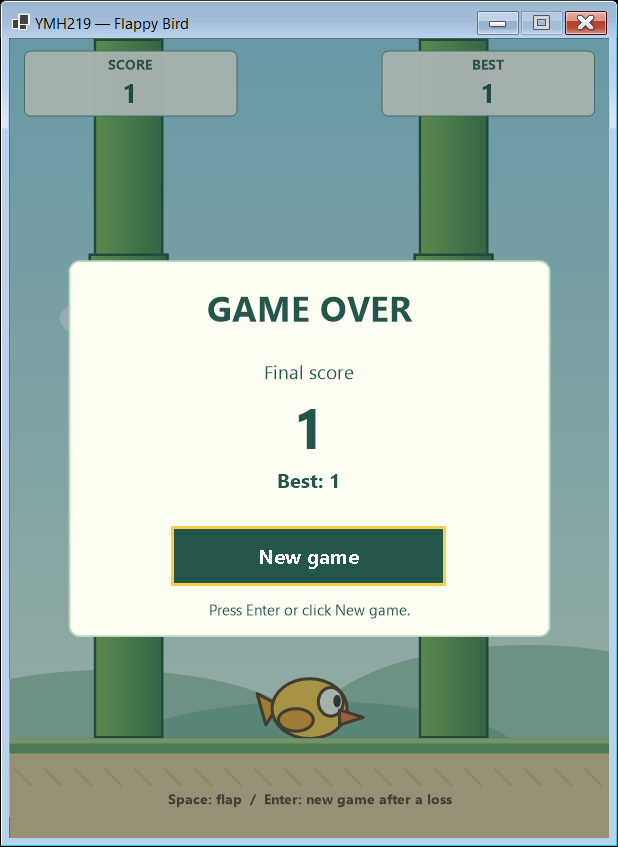 YMH219 — Flappy Bird
SCORE
1
BEST
1
GAME OVER
Final score
1
Best: 1
New game
Press Enter or click New game.
Space: flap / Enter: new game after a loss